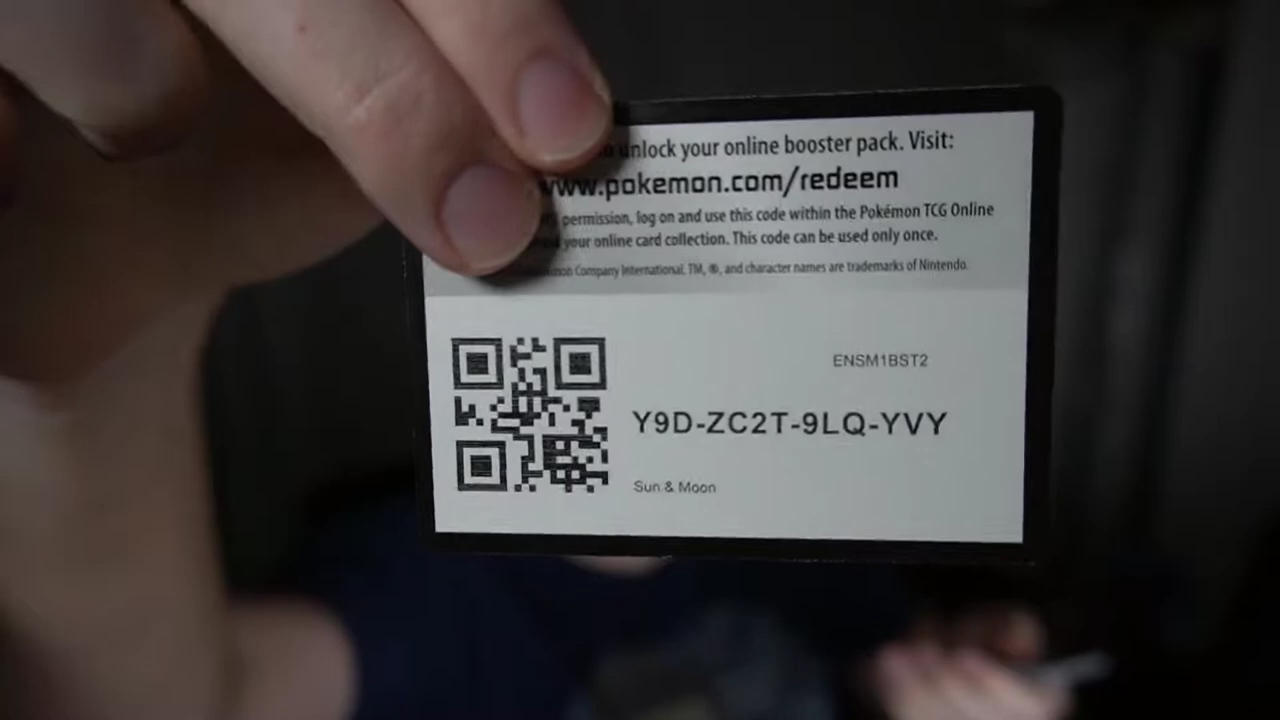 unlock your online booster pack. Visit:
www.pokemon.com/redeem
permission, log on and use this code within the Pokémon TCG Online
your online card collection. This code can be used only once.
Company International. TM, ®, and character names are trademarks of Nintendo.
ENSM1BST2
Y9D-ZC2T-9LQ-YVY
Sun & Moon